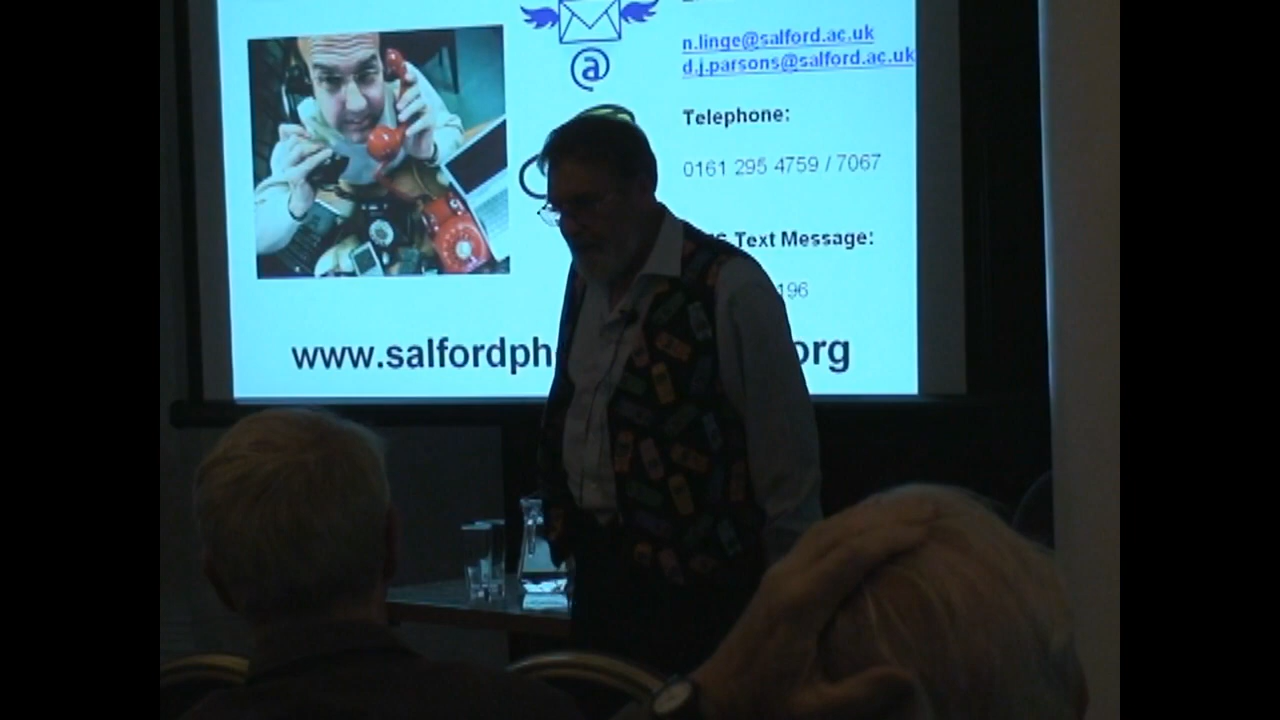 @
n.linge@salford.ac.uk
d.j.parsons@salford.ac.uk
Telephone:
0161 295 4759 / 7067
Text Message:
196
www.salfordph
org